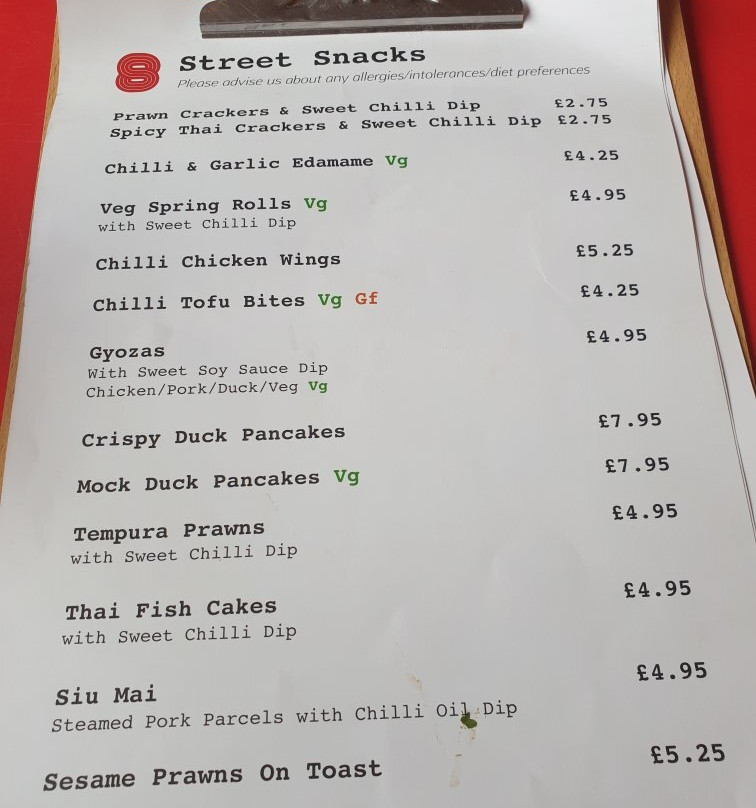 Street Snacks
Please advise us about any allergies/intolerances/diet preferences
Prawn Crackers & Sweet Chilli Dip £2.75
Spicy Thai Crackers & Sweet Chilli Dip £2.75
Chilli & Garlic Edamame Vg £4.25
Veg Spring Rolls Vg £4.95
with Sweet Chilli Dip
Chilli Chicken Wings £5.25
Chilli Tofu Bites Vg Gf £4.25
Gyozas £4.95
With Sweet Soy Sauce Dip
Chicken/Pork/Duck/Veg Vg
Crispy Duck Pancakes £7.95
Mock Duck Pancakes Vg £7.95
Tempura Prawns £4.95
with Sweet Chilli Dip
Thai Fish Cakes £4.95
with Sweet Chilli Dip
Siu Mai £4.95
Steamed Pork Parcels with Chilli Oil Dip
Sesame Prawns On Toast £5.25